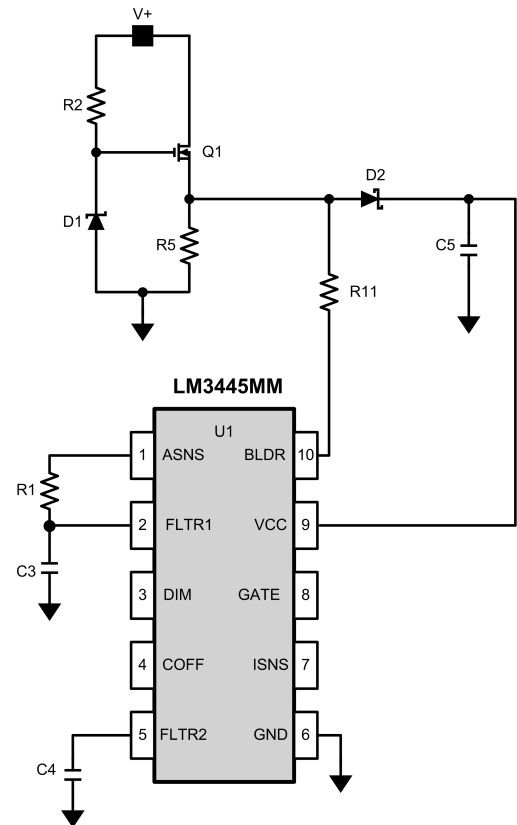 V+
R2
Q1
D2
D1
R5
C5
R11
LM3445MM
U1
1 ASNS BLDR 10
R1
2 FLTR1 VCC 9
C3
3 DIM GATE 8
4 COFF ISNS 7
5 FLTR2 GND 6
C4